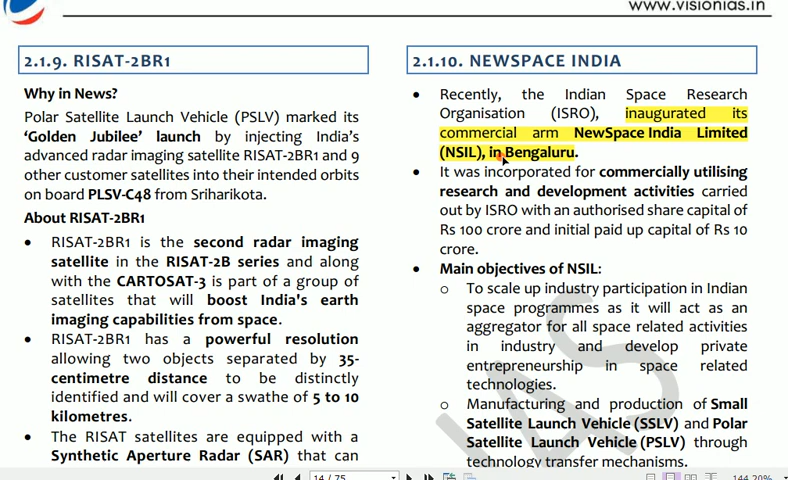 www.visionias.in
2.1.9. RISAT-2BR1
Why in News?
Polar Satellite Launch Vehicle (PSLV) marked its
‘Golden Jubilee’ launch by injecting India’s
advanced radar imaging satellite RISAT-2BR1 and 9
other customer satellites into their intended orbits
on board PLSV-C48 from Sriharikota.
About RISAT-2BR1
• RISAT-2BR1 is the second radar imaging
satellite in the RISAT-2B series and along
with the CARTOSAT-3 is part of a group of
satellites that will boost India's earth
imaging capabilities from space.
• RISAT-2BR1 has a powerful resolution
allowing two objects separated by 35-
centimetre distance to be distinctly
identified and will cover a swathe of 5 to 10
kilometres.
• The RISAT satellites are equipped with a
Synthetic Aperture Radar (SAR) that can
2.1.10. NEWSPACE INDIA
• Recently, the Indian Space Research
Organisation (ISRO), inaugurated its
commercial arm NewSpace India Limited
(NSIL), in Bengaluru.
• It was incorporated for commercially utilising
research and development activities carried
out by ISRO with an authorised share capital of
Rs 100 crore and initial paid up capital of Rs 10
crore.
• Main objectives of NSIL:
o To scale up industry participation in Indian
space programmes as it will act as an
aggregator for all space related activities
in industry and develop private
entrepreneurship in space related
technologies.
o Manufacturing and production of Small
Satellite Launch Vehicle (SSLV) and Polar
Satellite Launch Vehicle (PSLV) through
technology transfer mechanisms.
IAS
14 / 75
144.20%